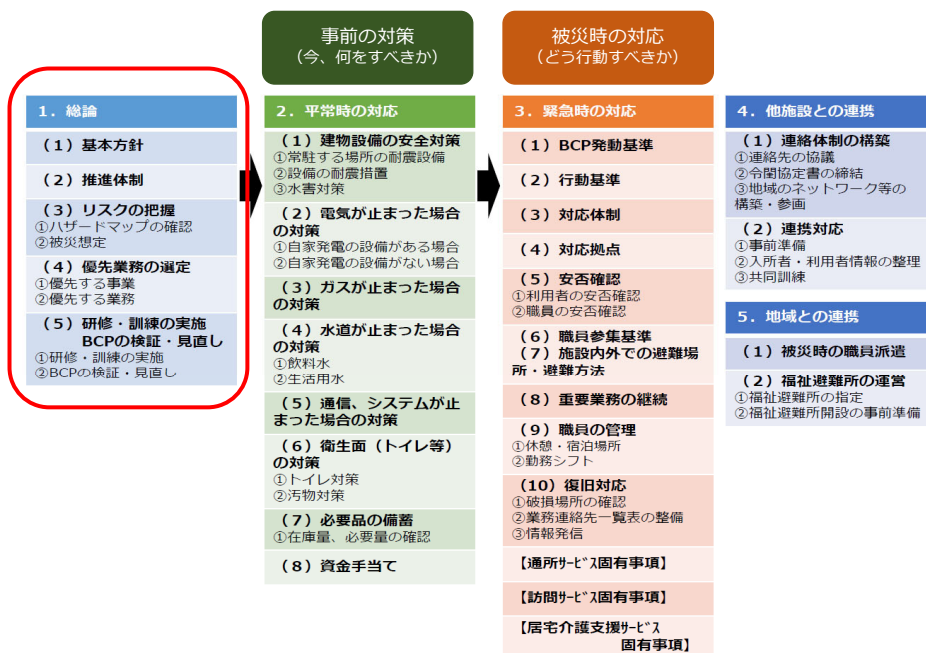 事前の対策
（今、何をすべきか）
被災時の対応
（どう行動すべきか）
１．総論
（１）基本方針
（２）推進体制
（３）リスクの把握
①ハザードマップの確認
②被災想定
（４）優先業務の選定
①優先する事業
②優先する業務
（５）研修・訓練の実施
BCPの検証・見直し
①研修・訓練の実施
②BCPの検証・見直し
２．平常時の対応
（１）建物設備の安全対策
①常駐する場所の耐震設備
②設備の耐震措置
③水害対策
（２）電気が止まった場合
の対策
①自家発電の設備がある場合
②自家発電の設備がない場合
（３）ガスが止まった場合
の対策
（４）水道が止まった場合
の対策
①飲料水
②生活用水
（５）通信、システムが止
まった場合の対策
（６）衛生面（トイレ等）
の対策
①トイレ対策
②汚物対策
（７）必要品の備蓄
①在庫量、必要量の確認
（８）資金手当て
３．緊急時の対応
（１）BCP発動基準
（２）行動基準
（３）対応体制
（４）対応拠点
（５）安否確認
①利用者の安否確認
②職員の安否確認
（６）職員参集基準
（７）施設内外での避難場
所・避難方法
（８）重要業務の継続
（９）職員の管理
①休憩・宿泊場所
②勤務シフト
（10）復旧対応
①破損場所の確認
②業務連絡先一覧表の整備
③情報発信
【通所ｻｰﾋﾞｽ固有事項】
【訪問ｻｰﾋﾞｽ固有事項】
【居宅介護支援ｻｰﾋﾞｽ
固有事項】
４．他施設との連携
（１）連絡体制の構築
①連絡先の協議
②令閤協定書の締結
③地域のネットワーク等の
構築・参画
（２）連携対応
①事前準備
②入所者・利用者情報の整理
③共同訓練
５．地域との連携
（１）被災時の職員派遣
（２）福祉避難所の運営
①福祉避難所の指定
②福祉避難所開設の事前準備